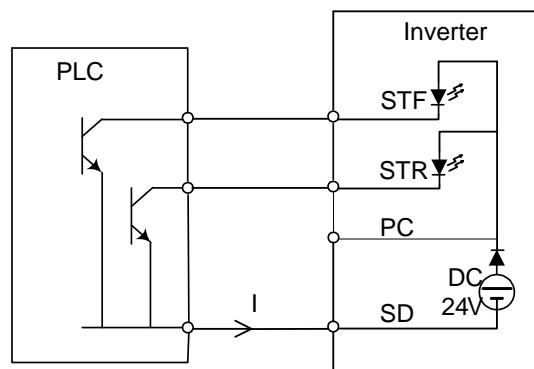 Inverter
PLC
STF
STR
PC
DC
24V
I
SD